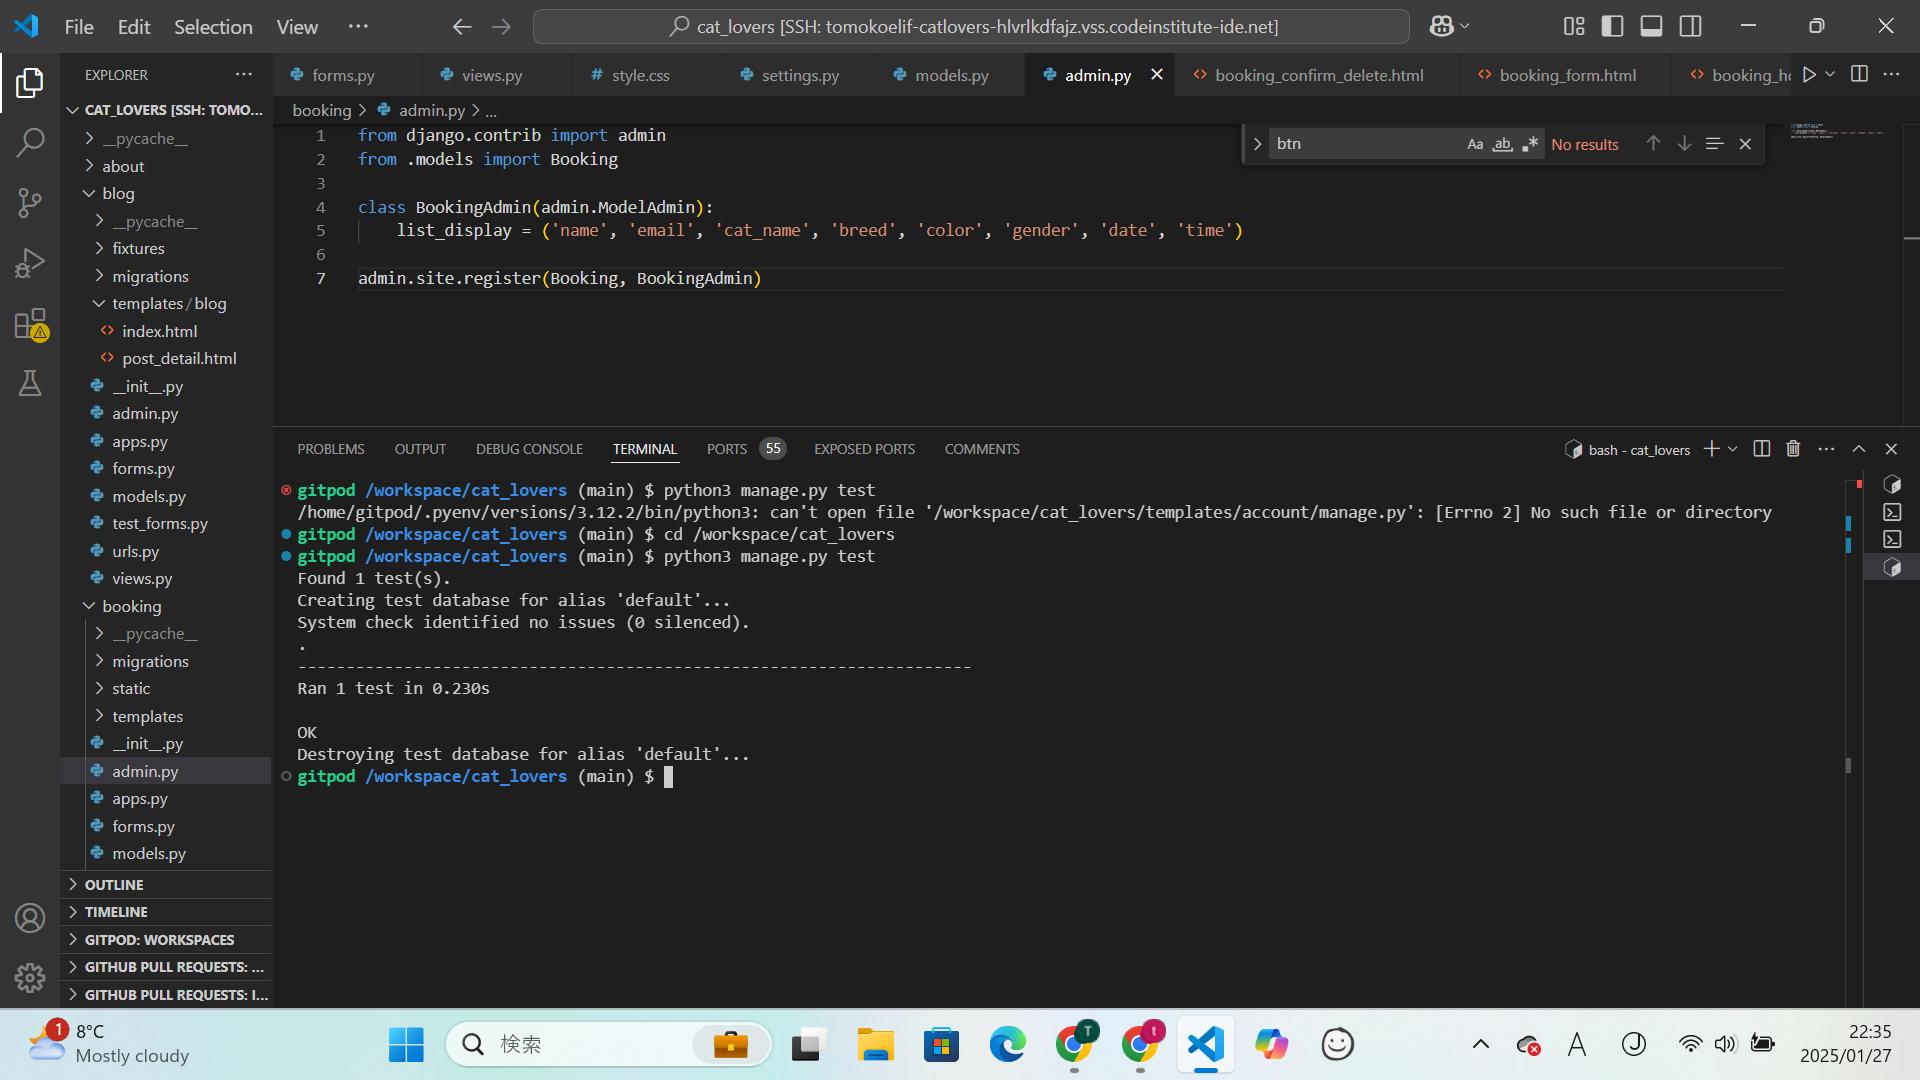 File Edit Selection View ···
cat_lovers [SSH: tomokoelif-catlovers-hlvrlkdfajz.vss.codeinstitute-ide.net]
EXPLORER ···
CAT_LOVERS [SSH: TOMO...
__pycache__
about
blog
__pycache__
fixtures
migrations
templates/blog
index.html
post_detail.html
__init__.py
admin.py
apps.py
forms.py
models.py
test_forms.py
urls.py
views.py
booking
__pycache__
migrations
static
templates
__init__.py
admin.py
apps.py
forms.py
models.py
OUTLINE
TIMELINE
GITPOD: WORKSPACES
GITHUB PULL REQUESTS: ...
GITHUB PULL REQUESTS: I...
forms.py views.py style.css settings.py models.py admin.py booking_confirm_delete.html booking_form.html booking_h
booking > admin.py > ...
btn Aa ab No results
1 from django.contrib import admin
2 from .models import Booking
3
4 class BookingAdmin(admin.ModelAdmin):
5 list_display = ('name', 'email', 'cat_name', 'breed', 'color', 'gender', 'date', 'time')
6
7 admin.site.register(Booking, BookingAdmin)
PROBLEMS OUTPUT DEBUG CONSOLE TERMINAL PORTS 55 EXPOSED PORTS COMMENTS
bash - cat_lovers
gitpod /workspace/cat_lovers (main) $ python3 manage.py test
/home/gitpod/.pyenv/versions/3.12.2/bin/python3: can't open file '/workspace/cat_lovers/templates/account/manage.py': [Errno 2] No such file or directory
gitpod /workspace/cat_lovers (main) $ cd /workspace/cat_lovers
gitpod /workspace/cat_lovers (main) $ python3 manage.py test
Found 1 test(s).
Creating test database for alias 'default'...
System check identified no issues (0 silenced).
.
----------------------------------------------------------------------
Ran 1 test in 0.230s
OK
Destroying test database for alias 'default'...
gitpod /workspace/cat_lovers (main) $
1
8°C
Mostly cloudy
検索
T
t
A
J
22:35
2025/01/27